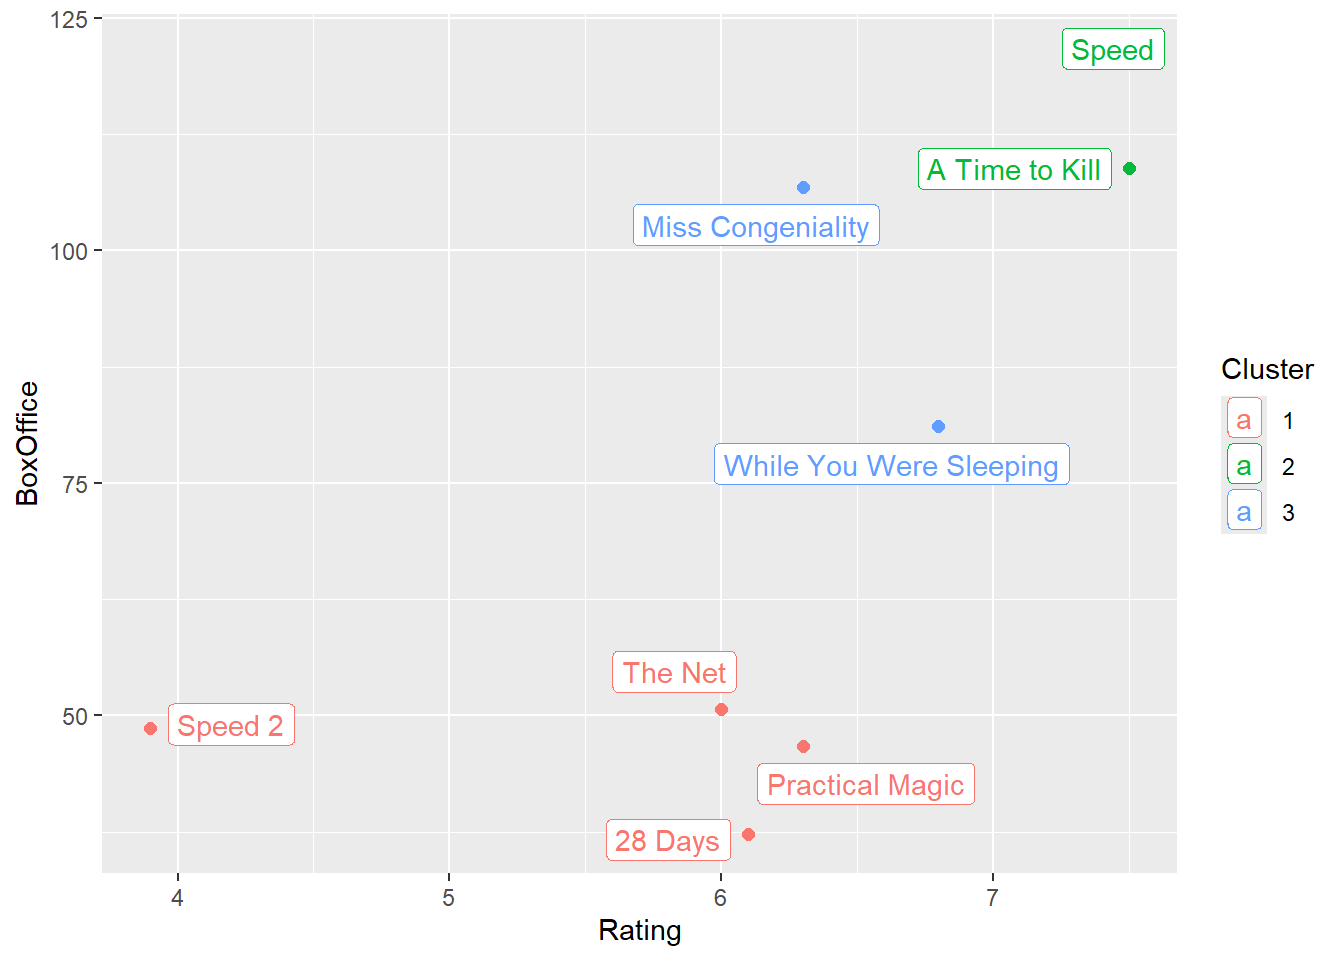 125
Speed
A Time to Kill
Miss Congeniality
100
While You Were Sleeping
75
The Net
50
Speed 2
Practical Magic
28 Days
BoxOffice
4 5 6 7
Rating
Cluster
a 1
a 2
a 3